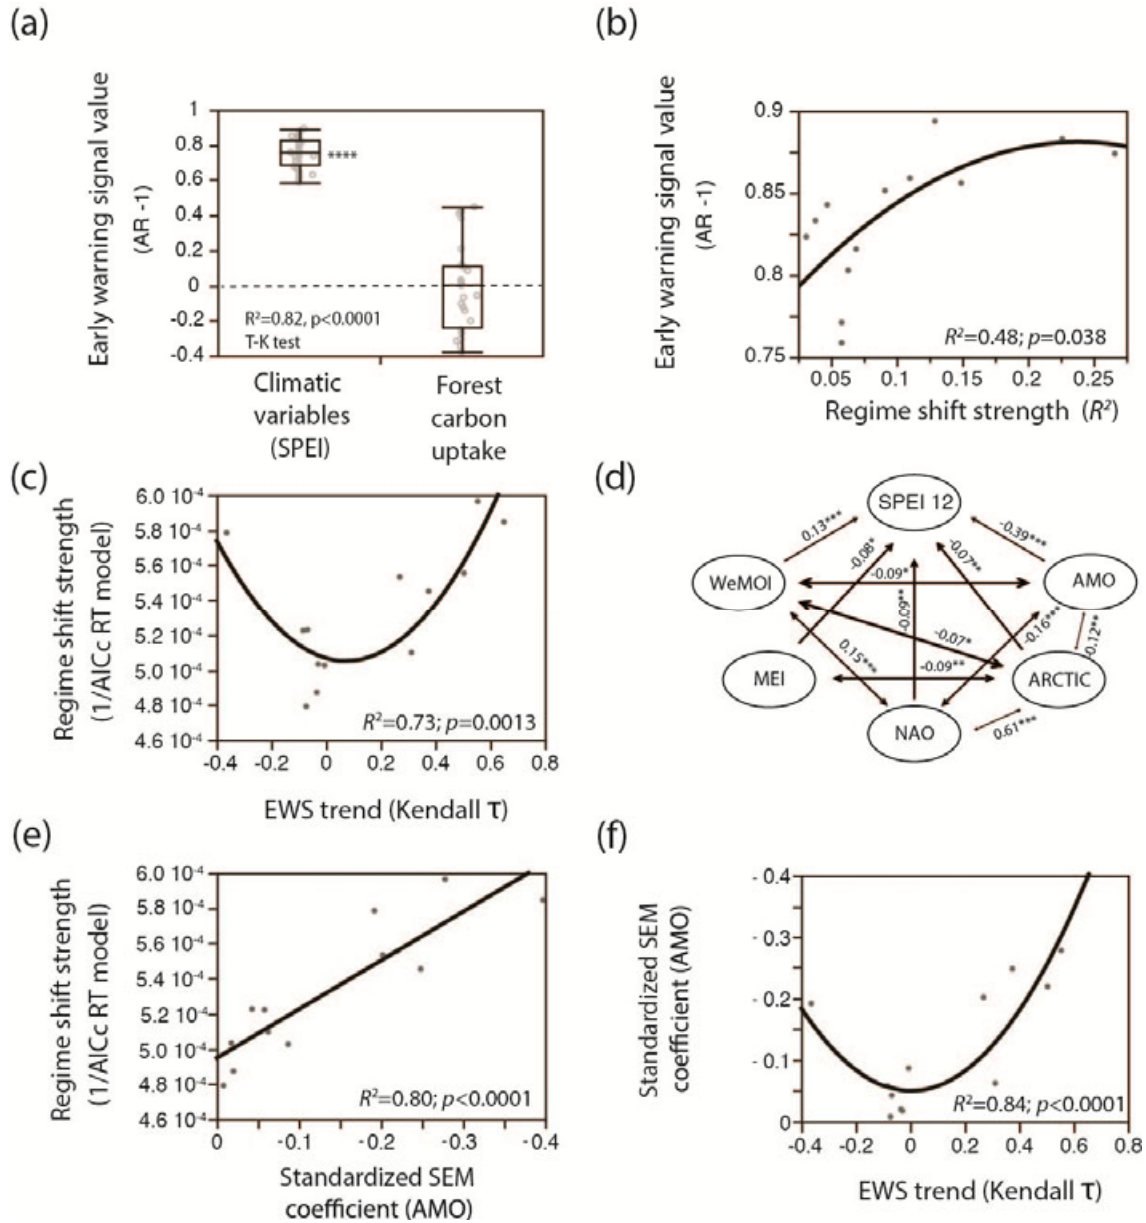 (a)
Early warning signal value
(AR -1)
1
0.8
0.6
0.4
0.2
0
-0.2
-0.4
****
R²=0.82, p<0.0001
T-K test
Climatic
variables
(SPEI)
Forest
carbon
uptake
(b)
Early warning signal value
(AR -1)
0.9
0.85
0.8
0.75
R²=0.48; p=0.038
0.05
0.1
0.15
0.2
0.25
Regime shift strength (R²)
(c)
Regime shift strength
(1/AICc RT model)
6.0 10⁻⁴
5.8 10⁻⁴
5.6 10⁻⁴
5.4 10⁻⁴
5.2 10⁻⁴
5.0 10⁻⁴
4.8 10⁻⁴
4.6 10⁻⁴
R²=0.73; p=0.0013
-0.4
-0.2
0
0.2
0.4
0.6
0.8
EWS trend (Kendall τ)
(d)
SPEI 12
0.13***
-0.39***
-0.08*
-0.07**
WeMOI
-0.09*
AMO
-0.09**
-0.16***
-0.12**
-0.07*
0.15***
MEI
-0.09**
ARCTIC
NAO
0.61***
(e)
Regime shift strength
(1/AICc RT model)
6.0 10⁻⁴
5.8 10⁻⁴
5.6 10⁻⁴
5.4 10⁻⁴
5.2 10⁻⁴
5.0 10⁻⁴
4.8 10⁻⁴
4.6 10⁻⁴
R²=0.80; p<0.0001
0
-0.1
-0.2
-0.3
-0.4
Standardized SEM
coefficient (AMO)
(f)
Standardized SEM
coefficient (AMO)
- 0.4
- 0.3
- 0.2
- 0.1
0
R²=0.84; p<0.0001
-0.4
-0.2
0
0.2
0.4
0.6
0.8
EWS trend (Kendall τ)